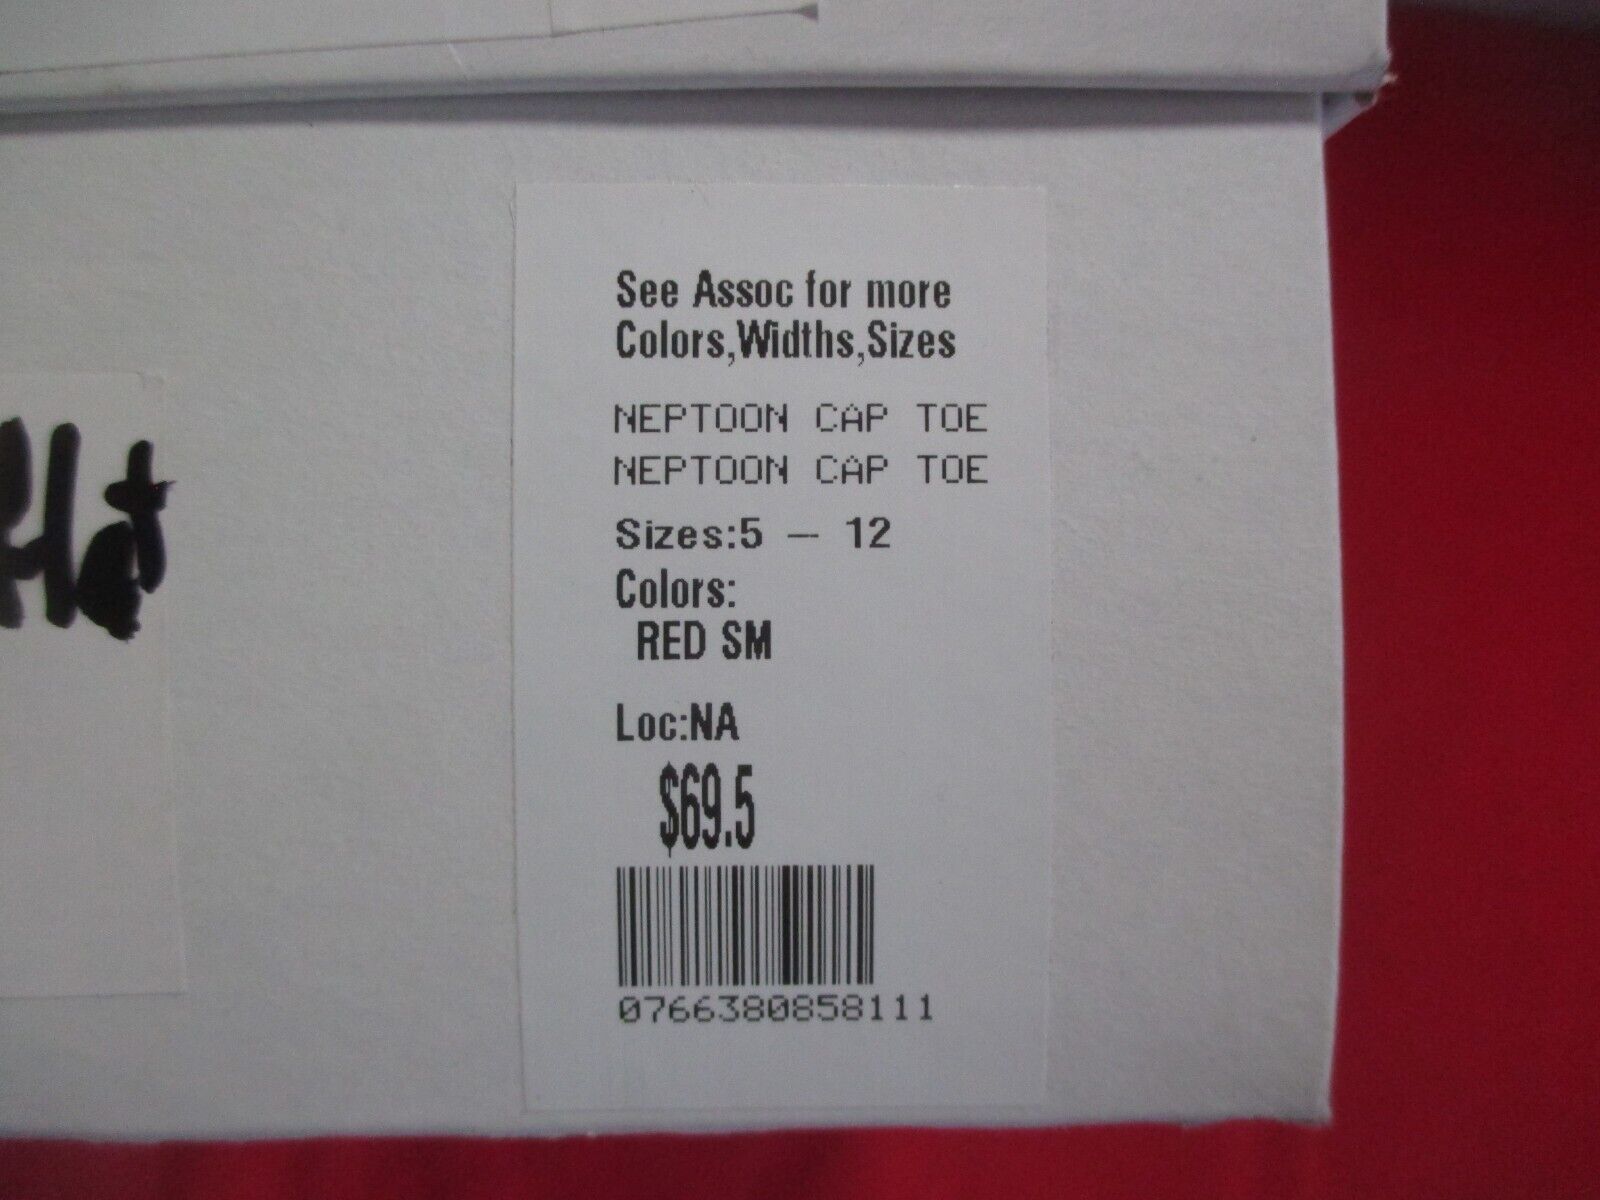 See Assoc for more
Colors,Widths,Sizes
NEPTOON CAP TOE
NEPTOON CAP TOE
Sizes:5 – 12
Colors:
RED SM
Loc:NA
$69.5
0766380858111